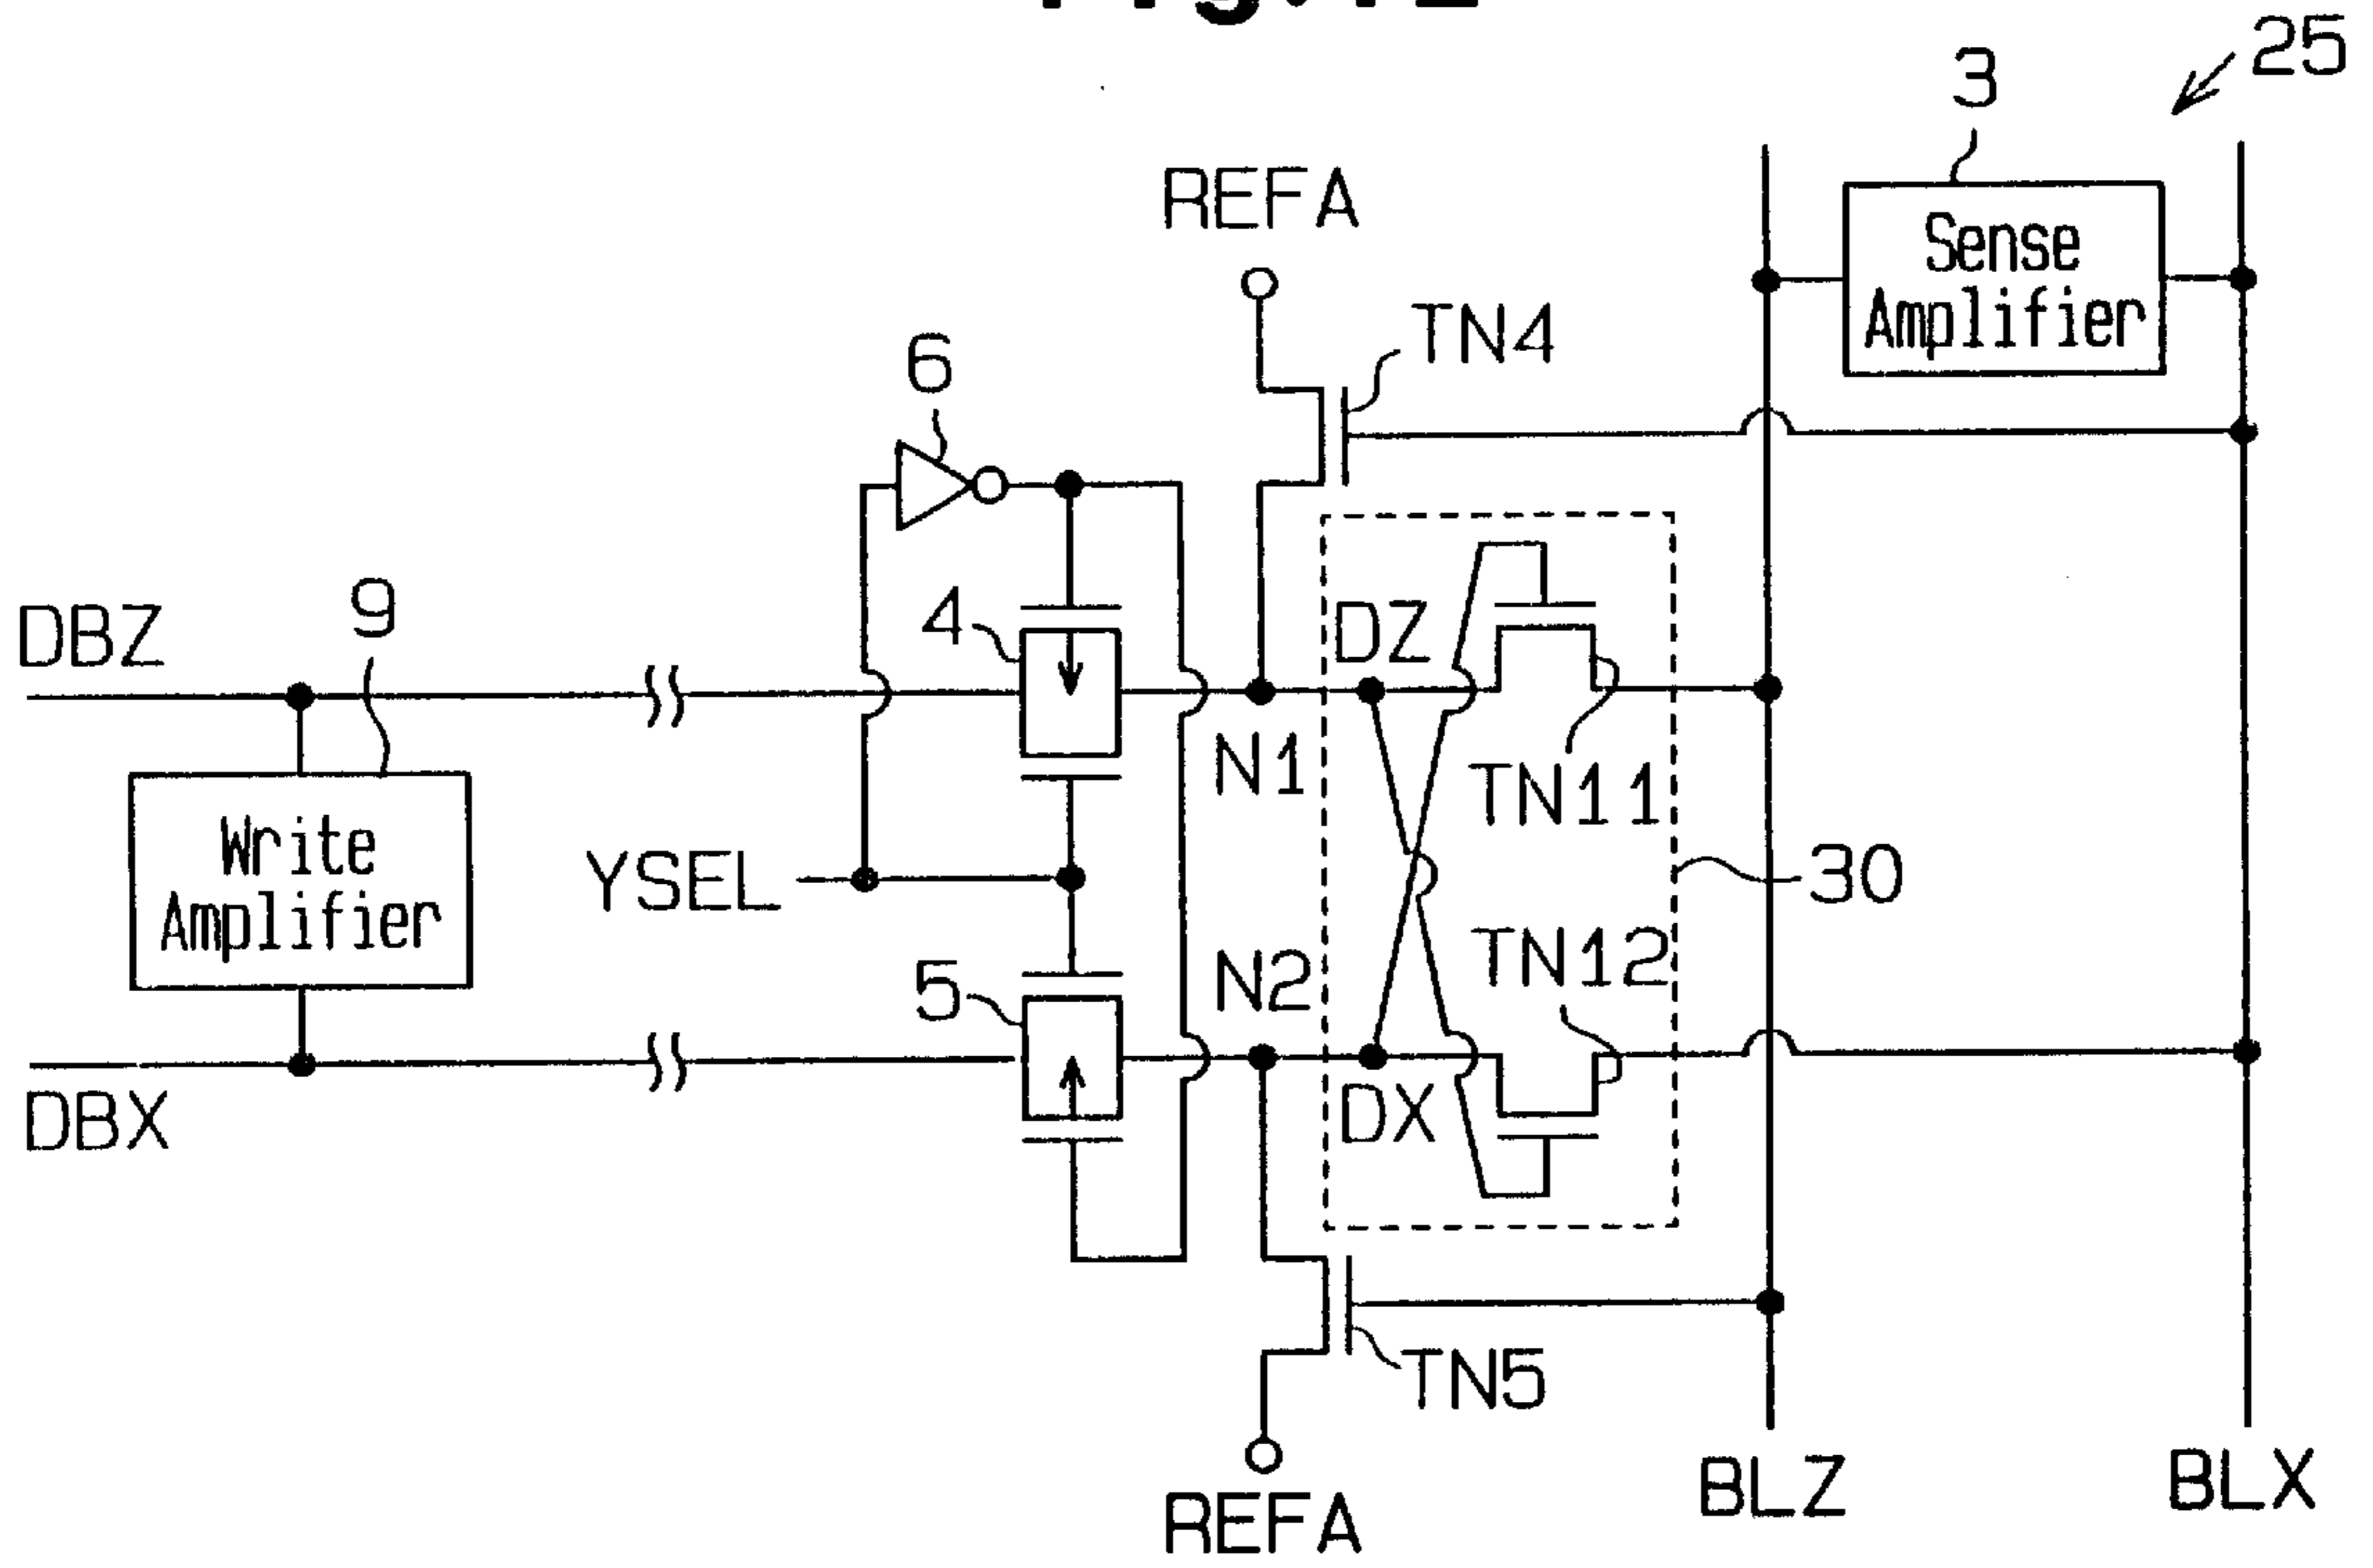 25
3
REFA
Sense
Amplifier
TN4
6
DBZ
9
4
DZ
N1
TN11
Write
Amplifier
YSEL
30
5
N2
TN12
DBX
DX
TN5
REFA
BLZ
BLX